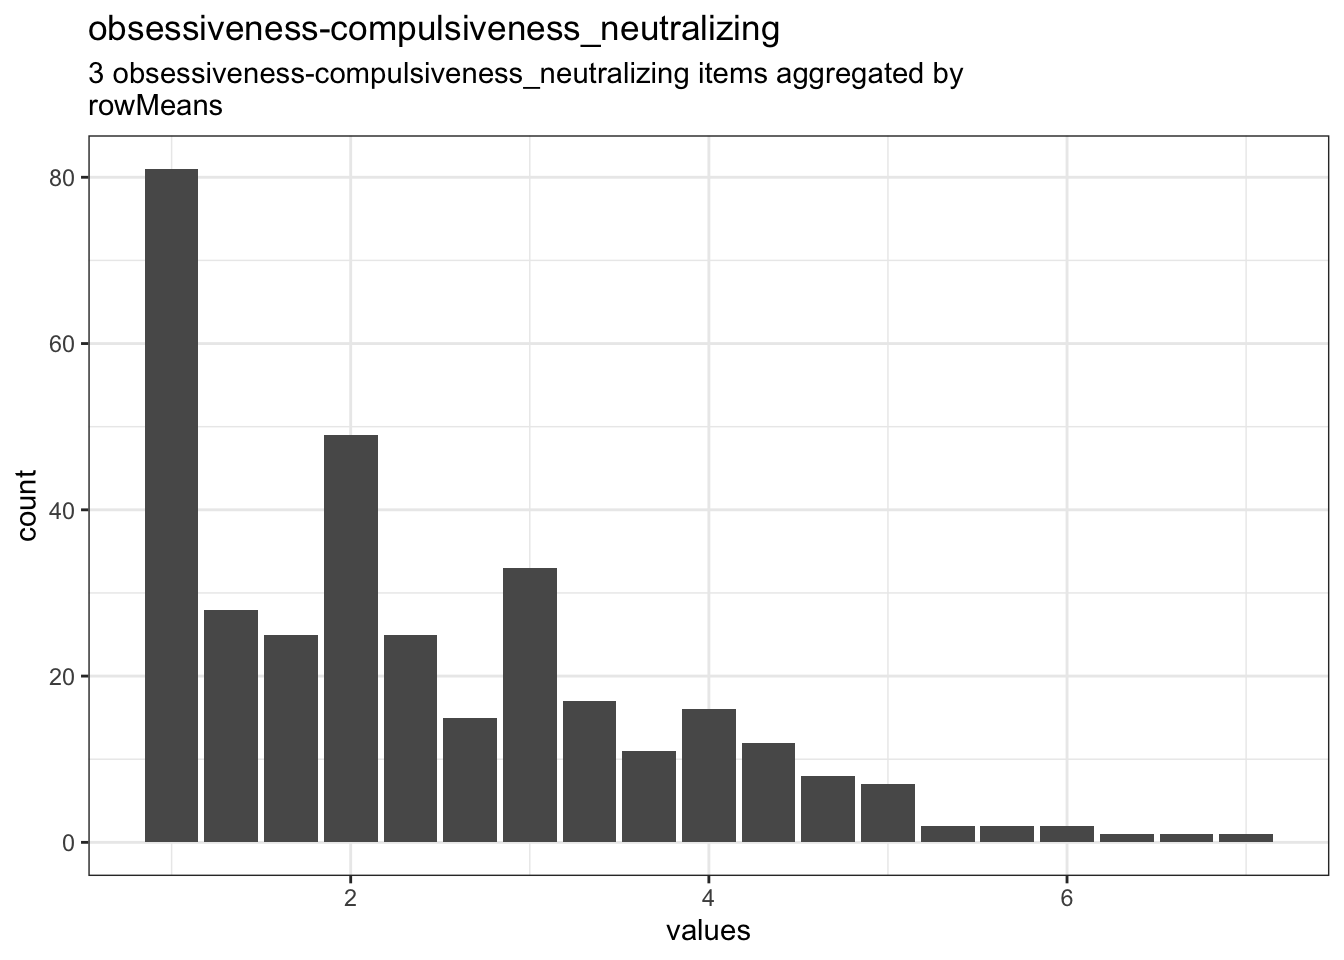 obsessiveness-compulsiveness_neutralizing
3 obsessiveness-compulsiveness_neutralizing items aggregated by
rowMeans
80
60
40
20
0
count
2
4
6
values